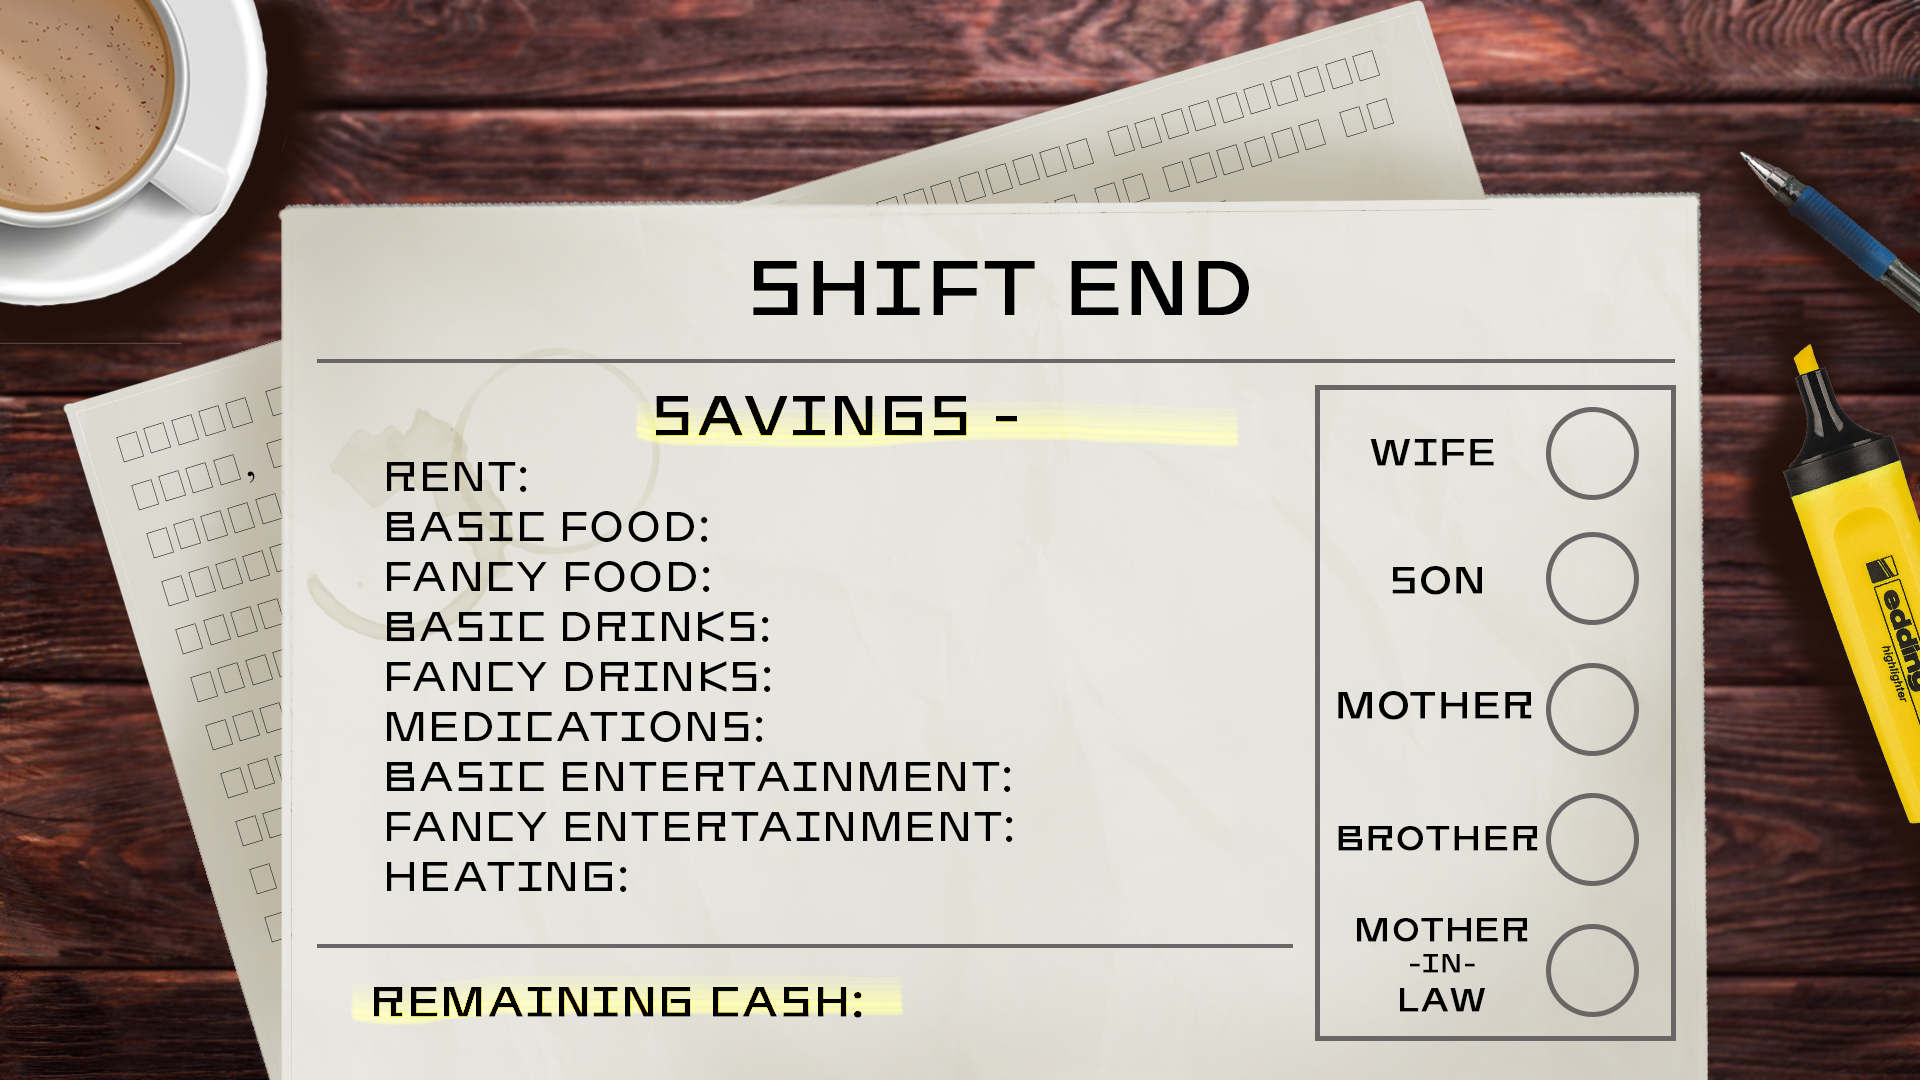 SHIFT END
SAVINGS -
RENT:
BASIC FOOD:
FANCY FOOD:
BASIC DRINKS:
FANCY DRINKS:
MEDICATIONS:
BASIC ENTERTAINMENT:
FANCY ENTERTAINMENT:
HEATING:
REMAINING CASH:
WIFE
SON
MOTHER
BROTHER
MOTHER
-IN-
LAW
edding
highlighter